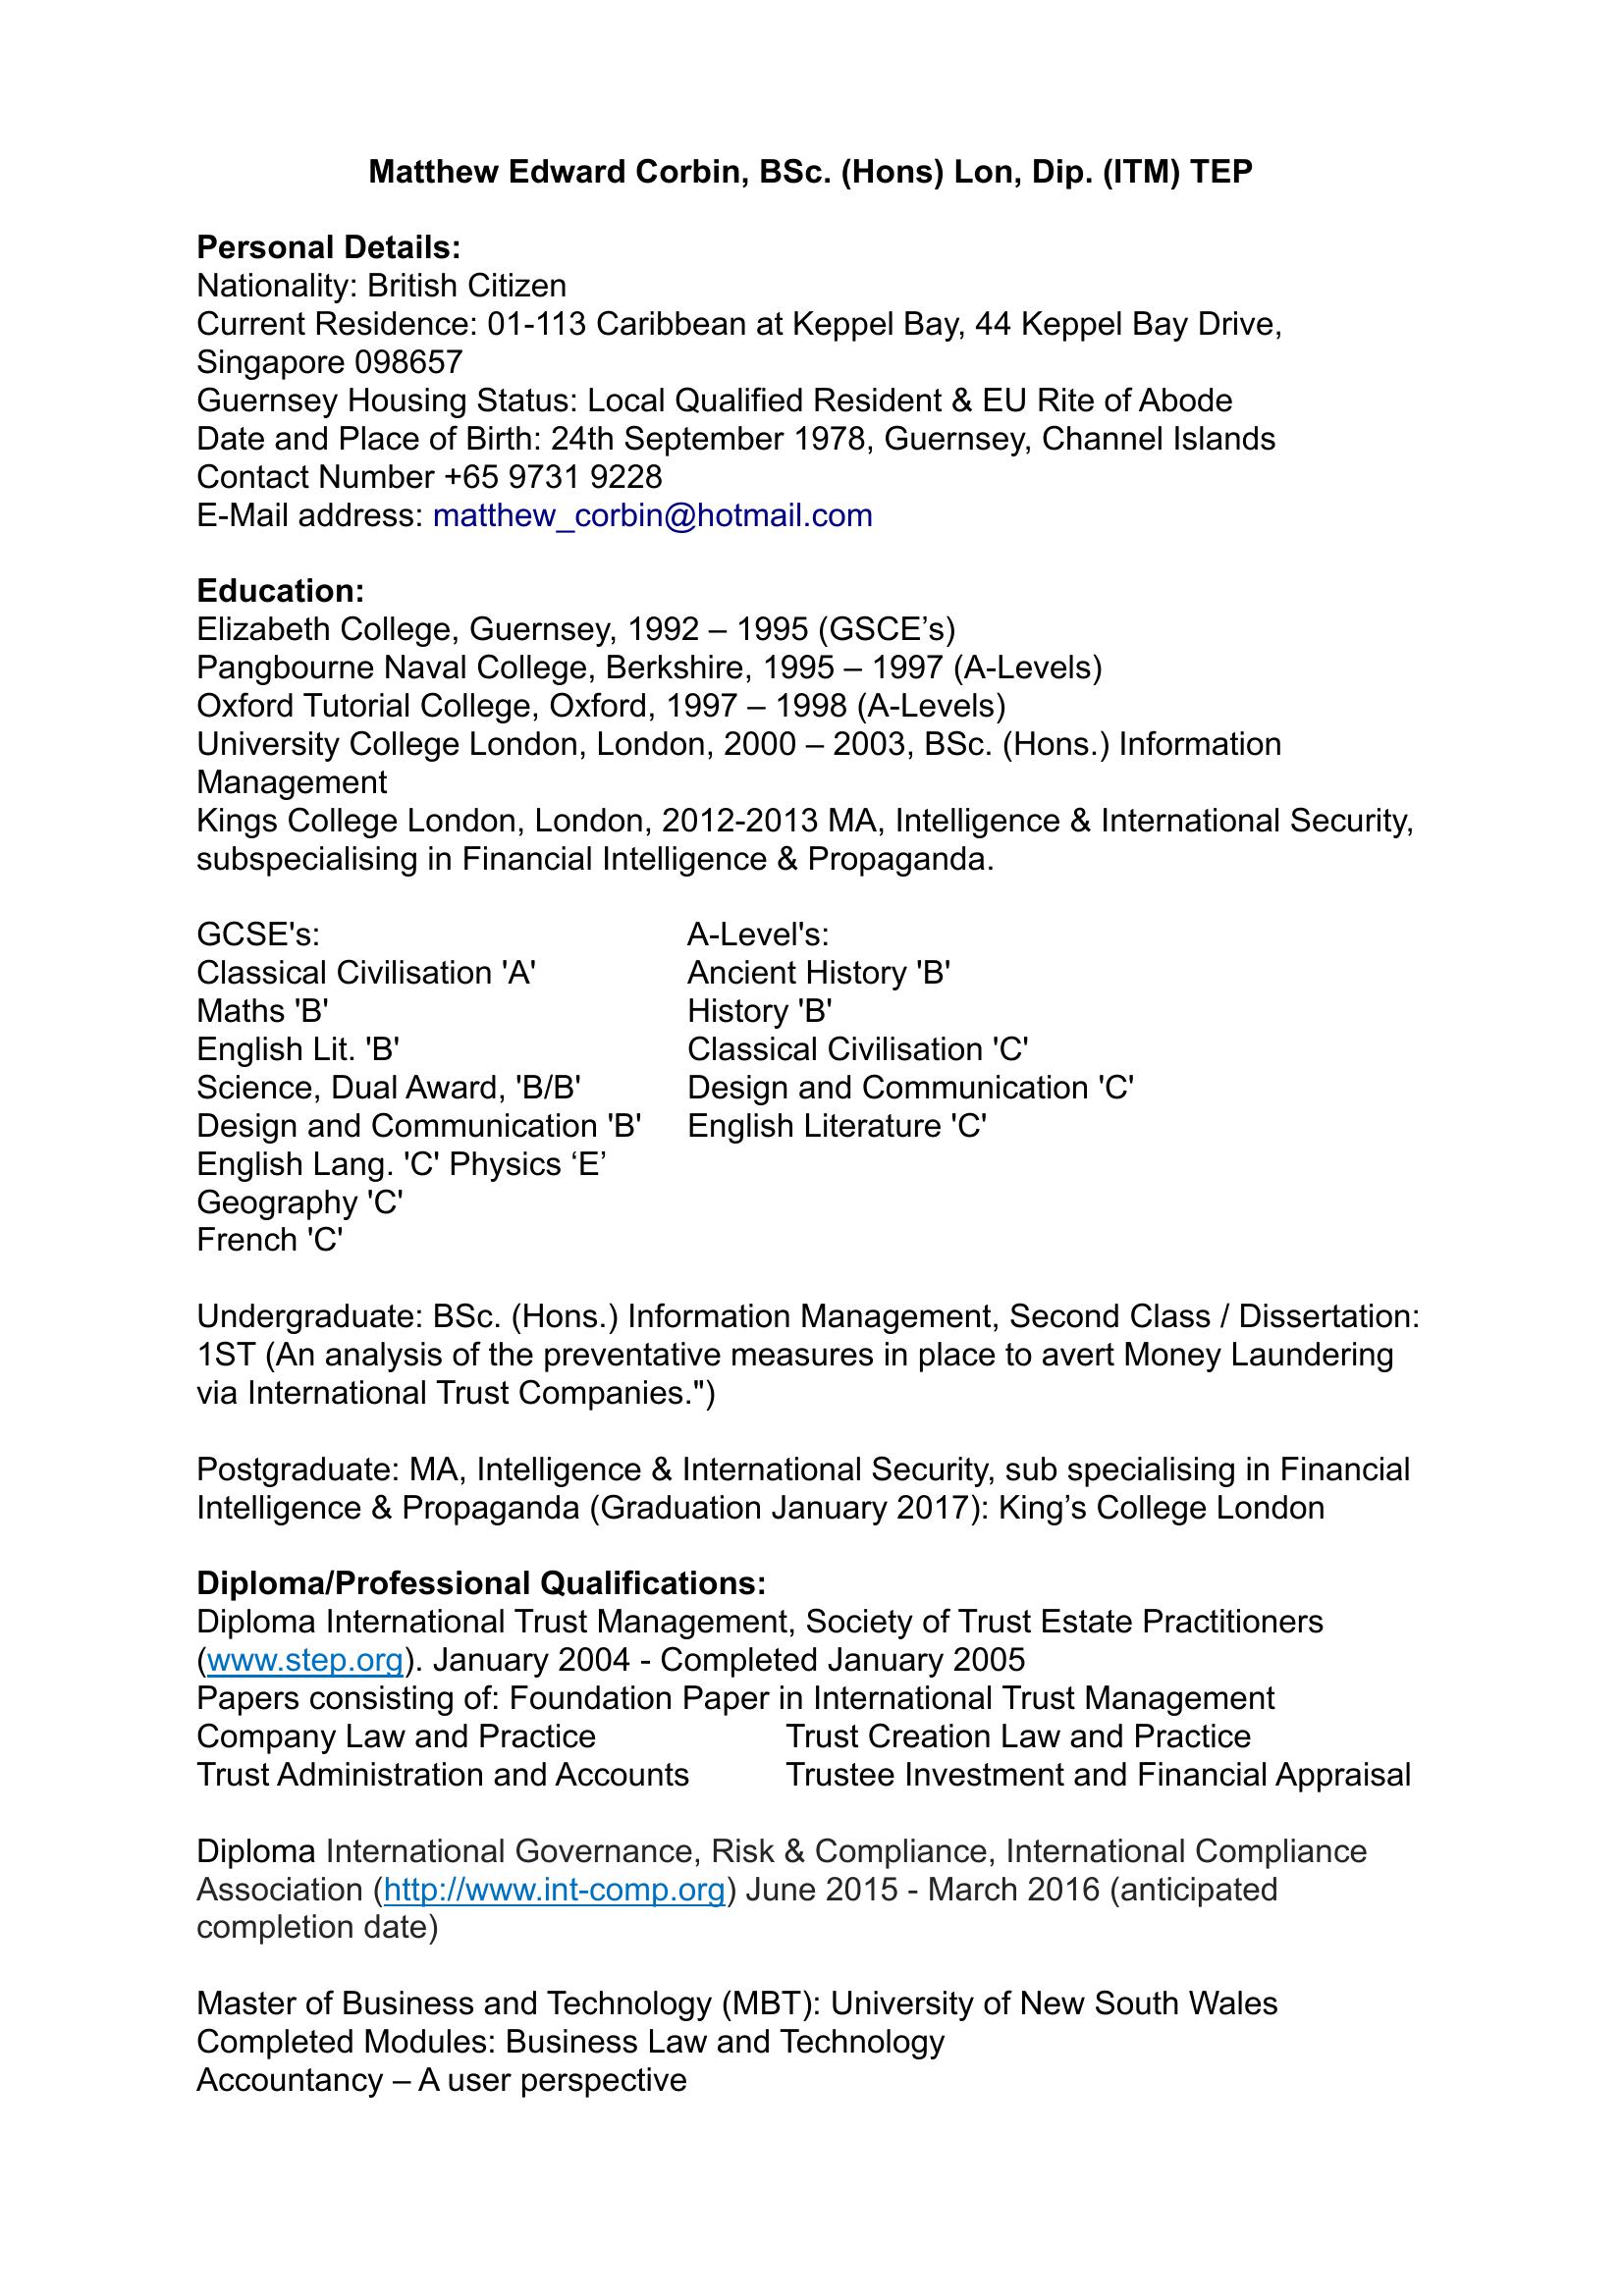 Matthew Edward Corbin, BSc. (Hons) Lon, Dip. (ITM) TEP
Personal Details:
Nationality: British Citizen
Current Residence: 01-113 Caribbean at Keppel Bay, 44 Keppel Bay Drive,
Singapore 098657
Guernsey Housing Status: Local Qualified Resident & EU Rite of Abode
Date and Place of Birth: 24th September 1978, Guernsey, Channel Islands
Contact Number +65 9731 9228
E-Mail address: matthew_corbin@hotmail.com
Education:
Elizabeth College, Guernsey, 1992 – 1995 (GSCE’s)
Pangbourne Naval College, Berkshire, 1995 – 1997 (A-Levels)
Oxford Tutorial College, Oxford, 1997 – 1998 (A-Levels)
University College London, London, 2000 – 2003, BSc. (Hons.) Information
Management
Kings College London, London, 2012-2013 MA, Intelligence & International Security,
subspecialising in Financial Intelligence & Propaganda.
GCSE's: A-Level's:
Classical Civilisation 'A' Ancient History 'B'
Maths 'B' History 'B'
English Lit. 'B' Classical Civilisation 'C'
Science, Dual Award, 'B/B' Design and Communication 'C'
Design and Communication 'B' English Literature 'C'
English Lang. 'C' Physics ‘E’
Geography 'C'
French 'C'
Undergraduate: BSc. (Hons.) Information Management, Second Class / Dissertation:
1ST (An analysis of the preventative measures in place to avert Money Laundering
via International Trust Companies.")
Postgraduate: MA, Intelligence & International Security, sub specialising in Financial
Intelligence & Propaganda (Graduation January 2017): King’s College London
Diploma/Professional Qualifications:
Diploma International Trust Management, Society of Trust Estate Practitioners
(www.step.org). January 2004 - Completed January 2005
Papers consisting of: Foundation Paper in International Trust Management
Company Law and Practice Trust Creation Law and Practice
Trust Administration and Accounts Trustee Investment and Financial Appraisal
Diploma International Governance, Risk & Compliance, International Compliance
Association (http://www.int-comp.org) June 2015 - March 2016 (anticipated
completion date)
Master of Business and Technology (MBT): University of New South Wales
Completed Modules: Business Law and Technology
Accountancy – A user perspective